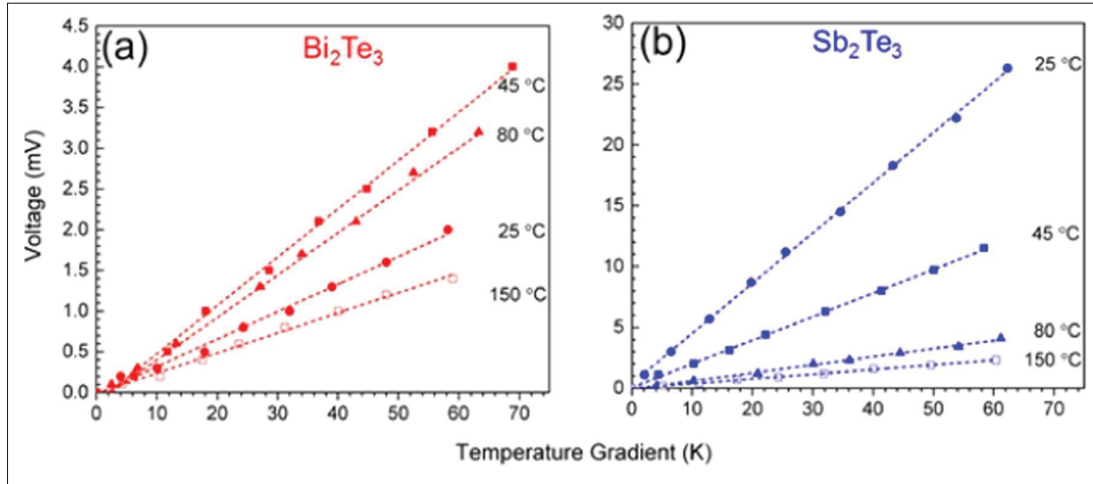 (a)
Bi₂Te₃
4.5
4.0
3.5
3.0
2.5
2.0
1.5
1.0
0.5
0.0
0 10 20 30 40 50 60 70
45 °C
80 °C
25 °C
150 °C
Voltage (mV)
(b)
Sb₂Te₃
30
25
20
15
10
5
0
0 10 20 30 40 50 60 70
25 °C
45 °C
80 °C
150 °C
Temperature Gradient (K)